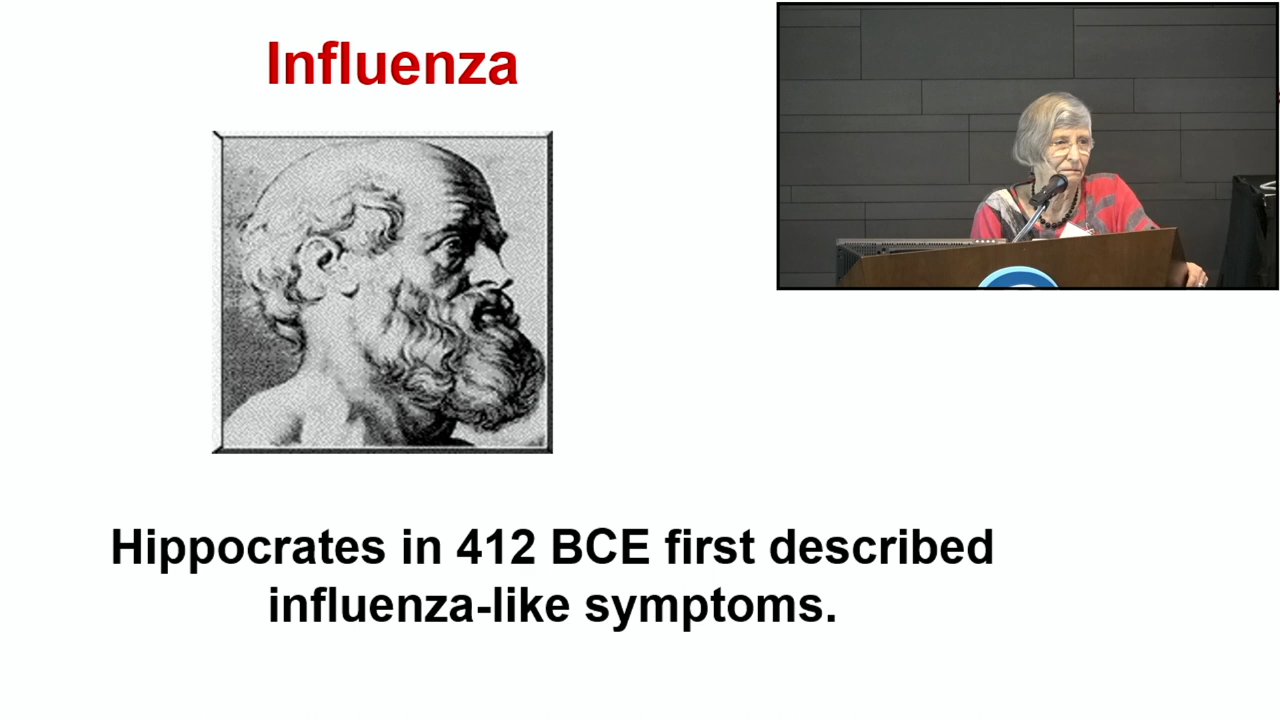 Influenza
Hippocrates in 412 BCE first described
influenza-like symptoms.